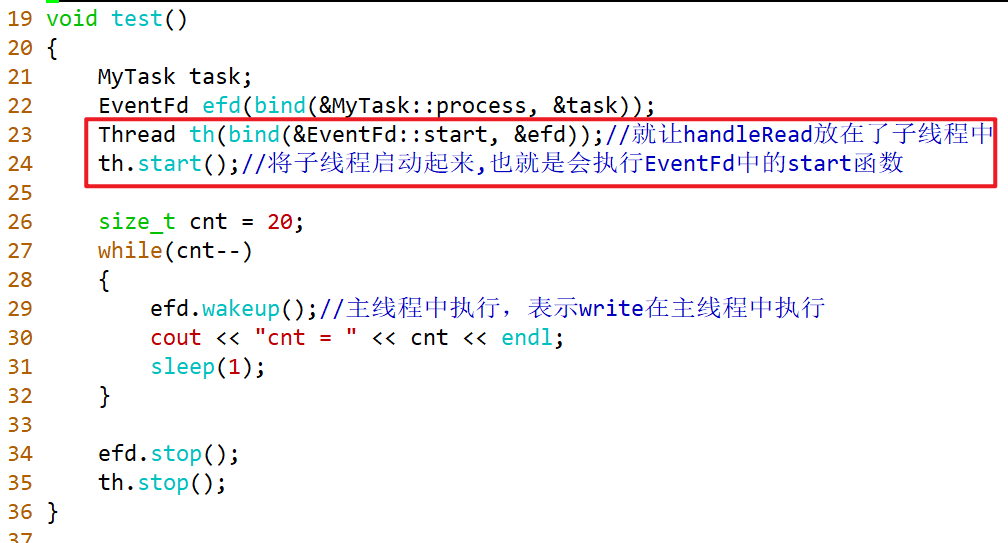 19 void test()
20 {
21     MyTask task;
22     EventFd efd(bind(&MyTask::process, &task));
23     Thread th(bind(&EventFd::start, &efd));//就让handleRead放在了子线程中
24     th.start();//将子线程启动起来,也就是会执行EventFd中的start函数
25
26     size_t cnt = 20;
27     while(cnt--)
28     {
29         efd.wakeup();//主线程中执行，表示write在主线程中执行
30         cout << "cnt = " << cnt << endl;
31         sleep(1);
32     }
33
34     efd.stop();
35     th.stop();
36 }
37